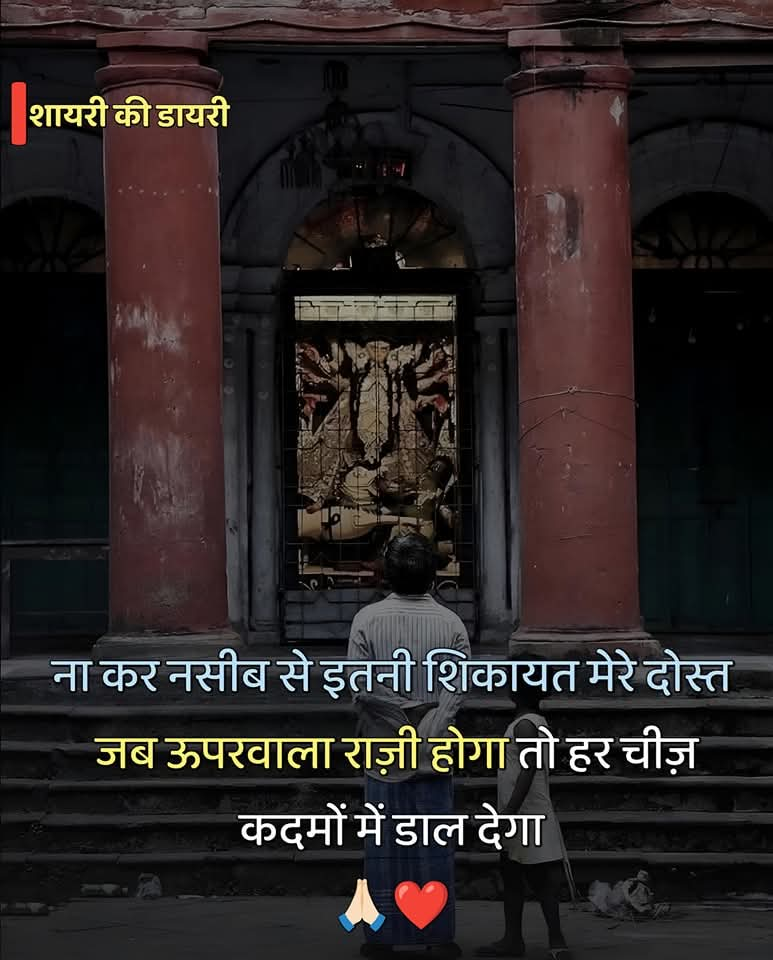 शायरी की डायरी
ना कर नसीब से इतनी शिकायत मेरे दोस्त
जब ऊपरवाला राज़ी होगा तो हर चीज़
कदमों में डाल देगा
🙏🏻❤️